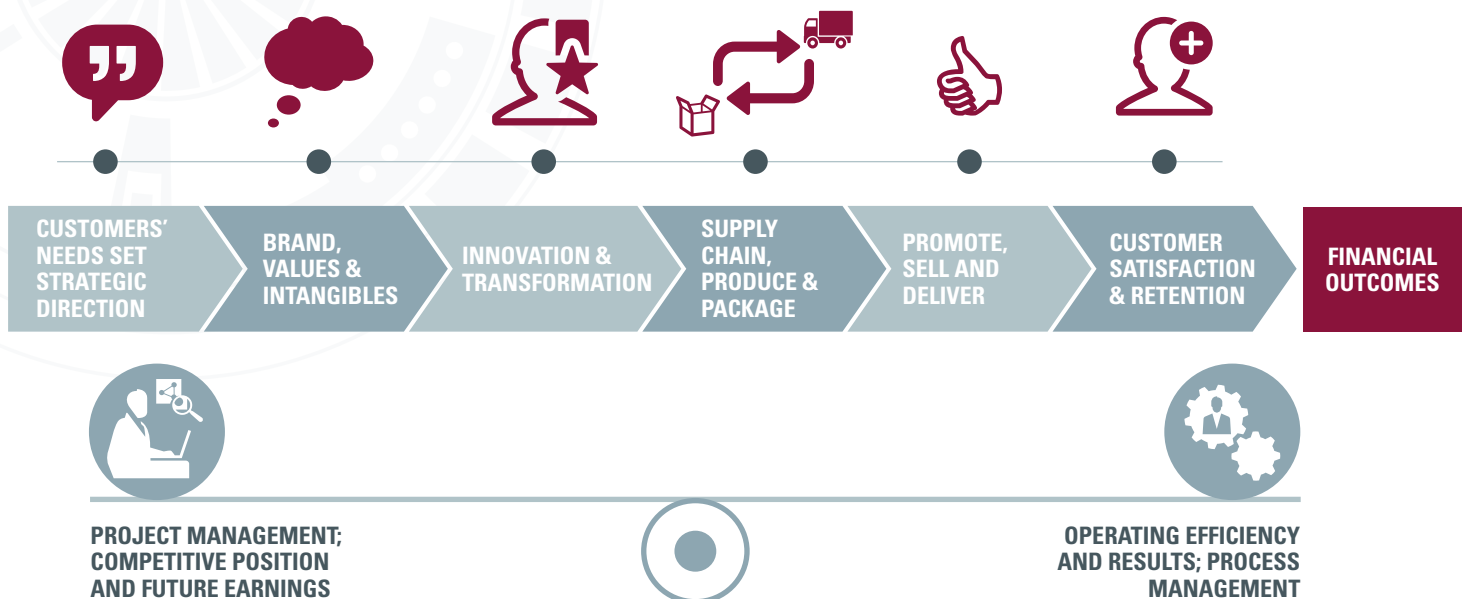 CUSTOMERS’
NEEDS SET
STRATEGIC
DIRECTION
BRAND,
VALUES &
INTANGIBLES
INNOVATION &
TRANSFORMATION
SUPPLY
CHAIN,
PRODUCE &
PACKAGE
PROMOTE,
SELL AND
DELIVER
CUSTOMER
SATISFACTION
& RETENTION
FINANCIAL
OUTCOMES
PROJECT MANAGEMENT;
COMPETITIVE POSITION
AND FUTURE EARNINGS
OPERATING EFFICIENCY
AND RESULTS; PROCESS
MANAGEMENT